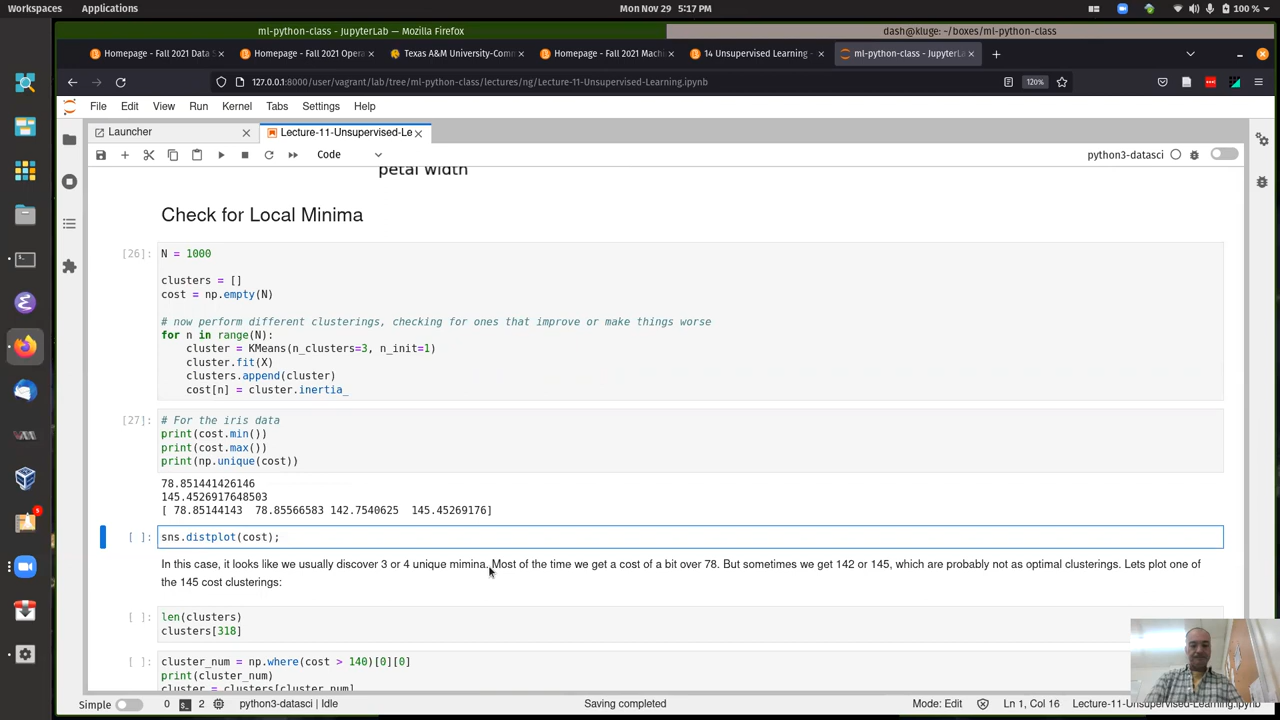 Workspaces Applications Mon Nov 29 5:17 PM 100 %
ml-python-class - JupyterLab — Mozilla Firefox dash@kluge: ~/boxes/ml-python-class
Homepage - Fall 2021 Data S Homepage - Fall 2021 Opera Texas A&M University-Comm Homepage - Fall 2021 Machi 14 Unsupervised Learning - ml-python-class - JupyterLa
127.0.0.1:8000/user/vagrant/lab/tree/ml-python-class/lectures/ng/Lecture-11-Unsupervised-Learning.ipynb 120%
File Edit View Run Kernel Tabs Settings Help
Launcher Lecture-11-Unsupervised-Le
Code python3-datasci
petal width
Check for Local Minima
[26]: N = 1000
clusters = []
cost = np.empty(N)
# now perform different clusterings, checking for ones that improve or make things worse
for n in range(N):
cluster = KMeans(n_clusters=3, n_init=1)
cluster.fit(X)
clusters.append(cluster)
cost[n] = cluster.inertia_
[27]: # For the iris data
print(cost.min())
print(cost.max())
print(np.unique(cost))
78.851441426146
145.4526917648503
[ 78.85144143 78.85566583 142.7540625 145.45269176]
[ ]: sns.distplot(cost);
In this case, it looks like we usually discover 3 or 4 unique mimina. Most of the time we get a cost of a bit over 78. But sometimes we get 142 or 145, which are probably not as optimal clusterings. Lets plot one of
the 145 cost clusterings:
[ ]: len(clusters)
clusters[318]
[ ]: cluster_num = np.where(cost > 140)[0][0]
print(cluster_num)
cluster = clusters[cluster_num]
Simple 0 2 python3-datasci | Idle Saving completed Mode: Edit Ln 1, Col 16 Lecture-11-Unsupervised-Learning.ipynb